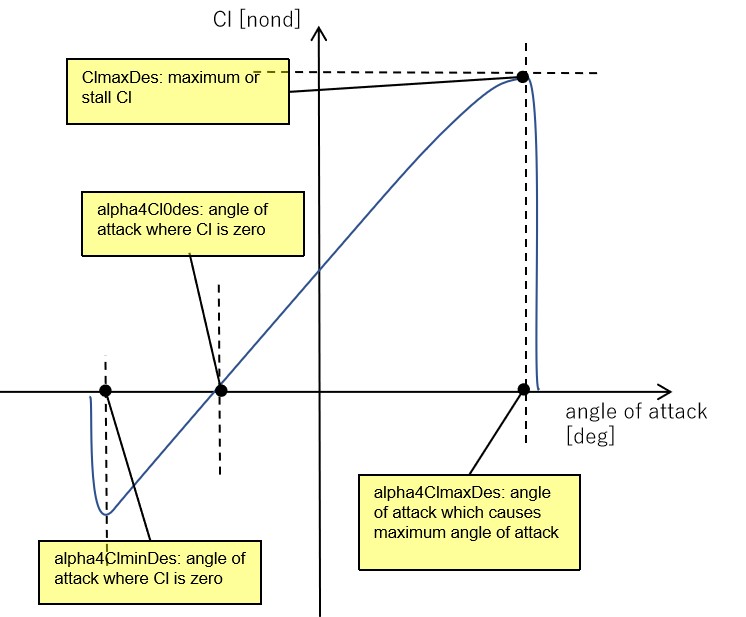 Cl [nond]
ClmaxDes: maximum or
stall Cl
alpha4Cl0des: angle of
attack where Cl is zero
angle of attack
[deg]
alpha4ClmaxDes: angle
of attack which causes
maximum angle of attack
alpha4ClminDes: angle of
attack where Cl is zero